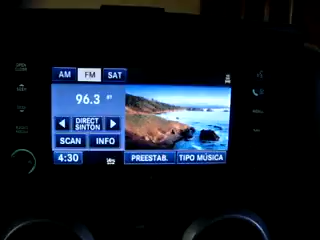 AM FM SAT
96.3
DIRECT
SINTON
SCAN INFO
4:30 PREESTAB. TIPO MÚSICA